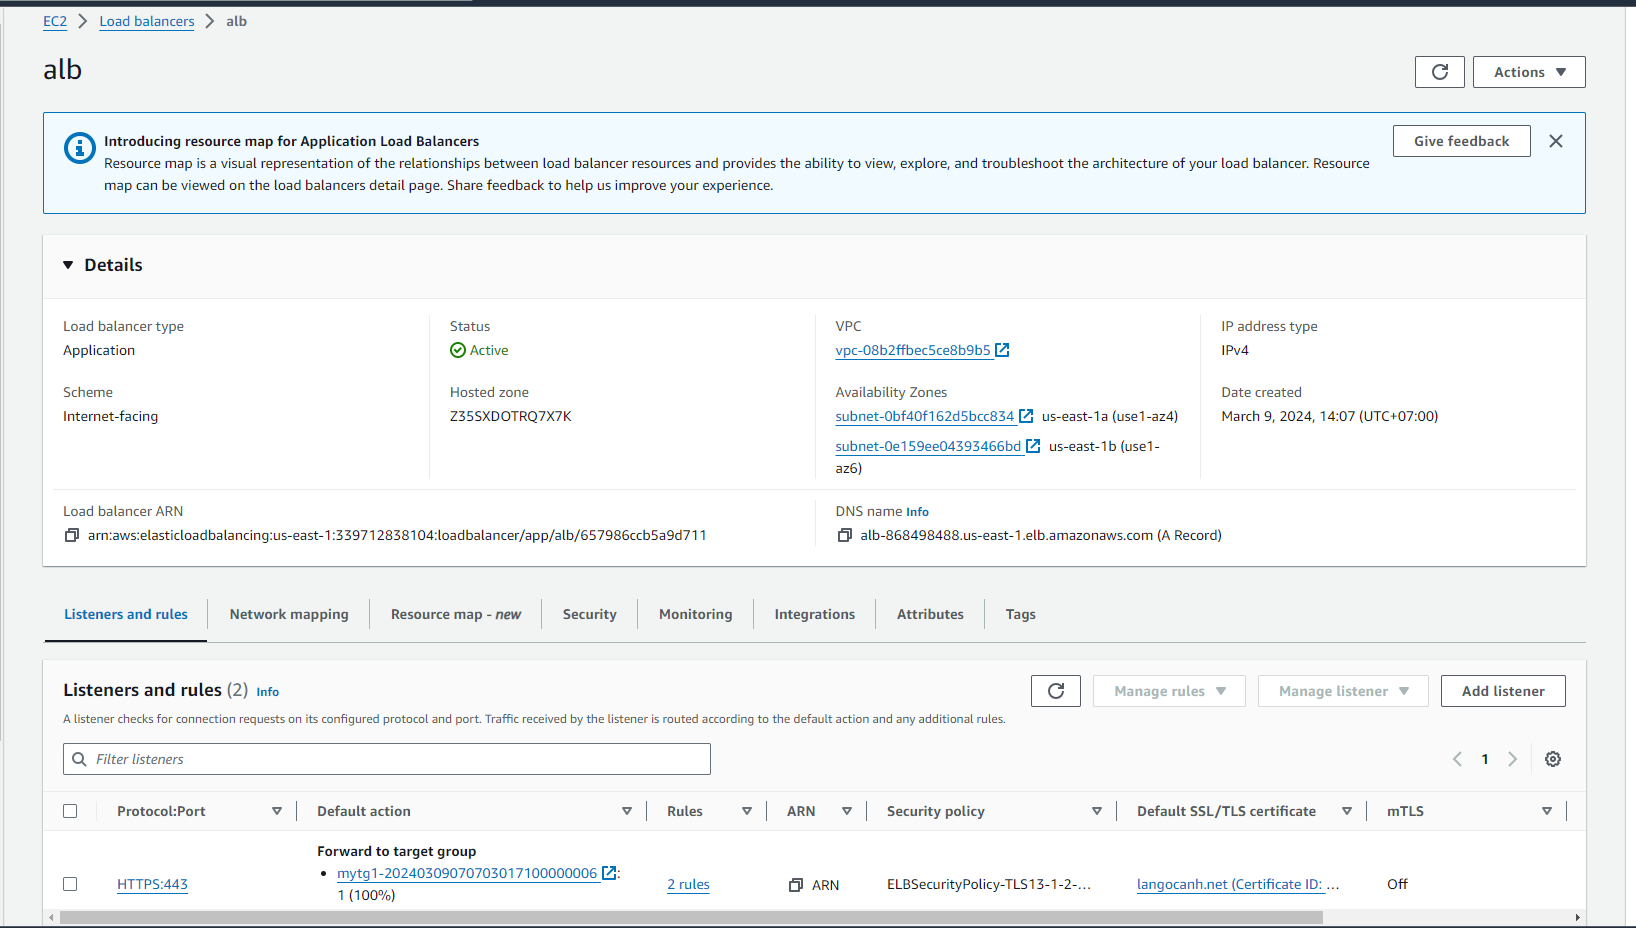 EC2 > Load balancers > alb
alb
Actions
Introducing resource map for Application Load Balancers
Give feedback
Resource map is a visual representation of the relationships between load balancer resources and provides the ability to view, explore, and troubleshoot the architecture of your load balancer. Resource
map can be viewed on the load balancers detail page. Share feedback to help us improve your experience.
Details
Load balancer type
Application
Status
Active
VPC
vpc-08b2ffbec5ce8b9b5
IP address type
IPv4
Scheme
Internet-facing
Hosted zone
Z35SXDOTRQ7X7K
Availability Zones
subnet-0bf40f162d5bcc834 us-east-1a (use1-az4)
subnet-0e159ee04393466bd us-east-1b (use1-
az6)
Date created
March 9, 2024, 14:07 (UTC+07:00)
Load balancer ARN
arn:aws:elasticloadbalancing:us-east-1:339712838104:loadbalancer/app/alb/657986ccb5a9d711
DNS name Info
alb-868498488.us-east-1.elb.amazonaws.com (A Record)
Listeners and rules Network mapping Resource map - new Security Monitoring Integrations Attributes Tags
Listeners and rules (2) Info
Manage rules Manage listener Add listener
A listener checks for connection requests on its configured protocol and port. Traffic received by the listener is routed according to the default action and any additional rules.
Filter listeners
1
Protocol:Port Default action Rules ARN Security policy Default SSL/TLS certificate mTLS
HTTPS:443
Forward to target group
• mytg1-20240309070703017100000006 :
1 (100%)
2 rules
ARN
ELBSecurityPolicy-TLS13-1-2-...
langocanh.net (Certificate ID: ...
Off